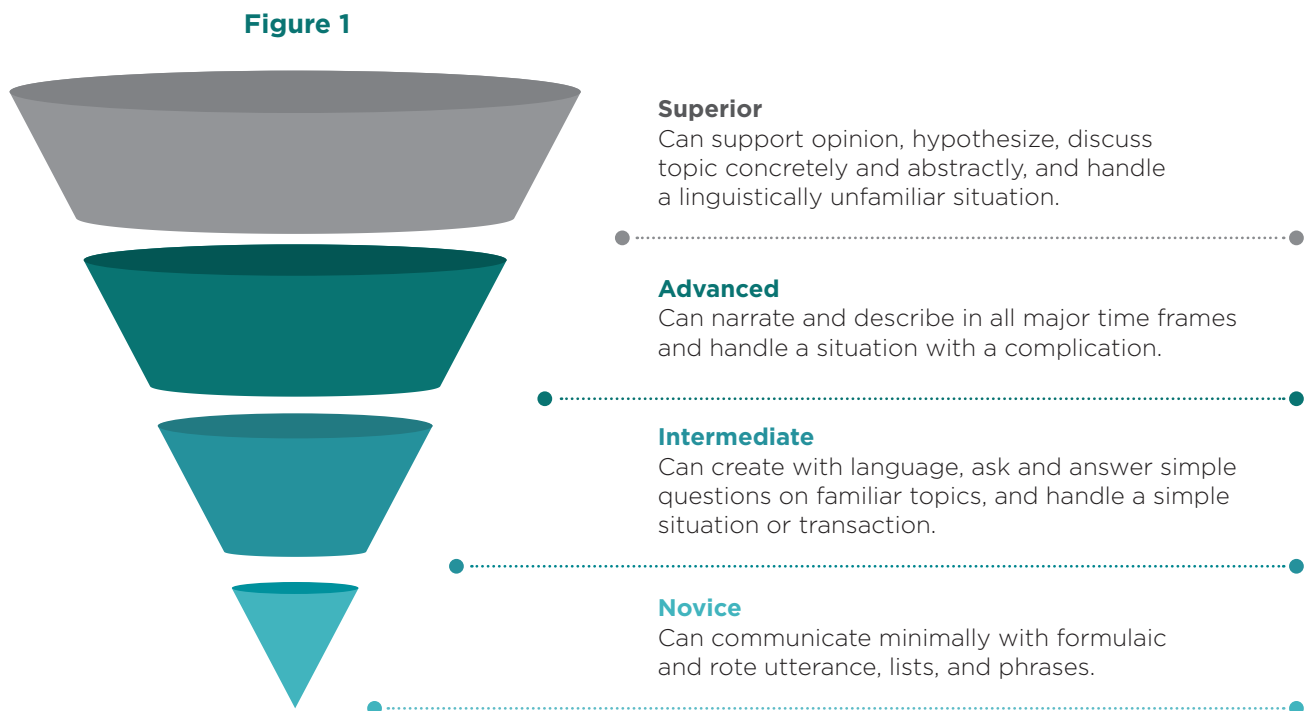 Figure 1
Superior
Can support opinion, hypothesize, discuss
topic concretely and abstractly, and handle
a linguistically unfamiliar situation.
Advanced
Can narrate and describe in all major time frames
and handle a situation with a complication.
Intermediate
Can create with language, ask and answer simple
questions on familiar topics, and handle a simple
situation or transaction.
Novice
Can communicate minimally with formulaic
and rote utterance, lists, and phrases.